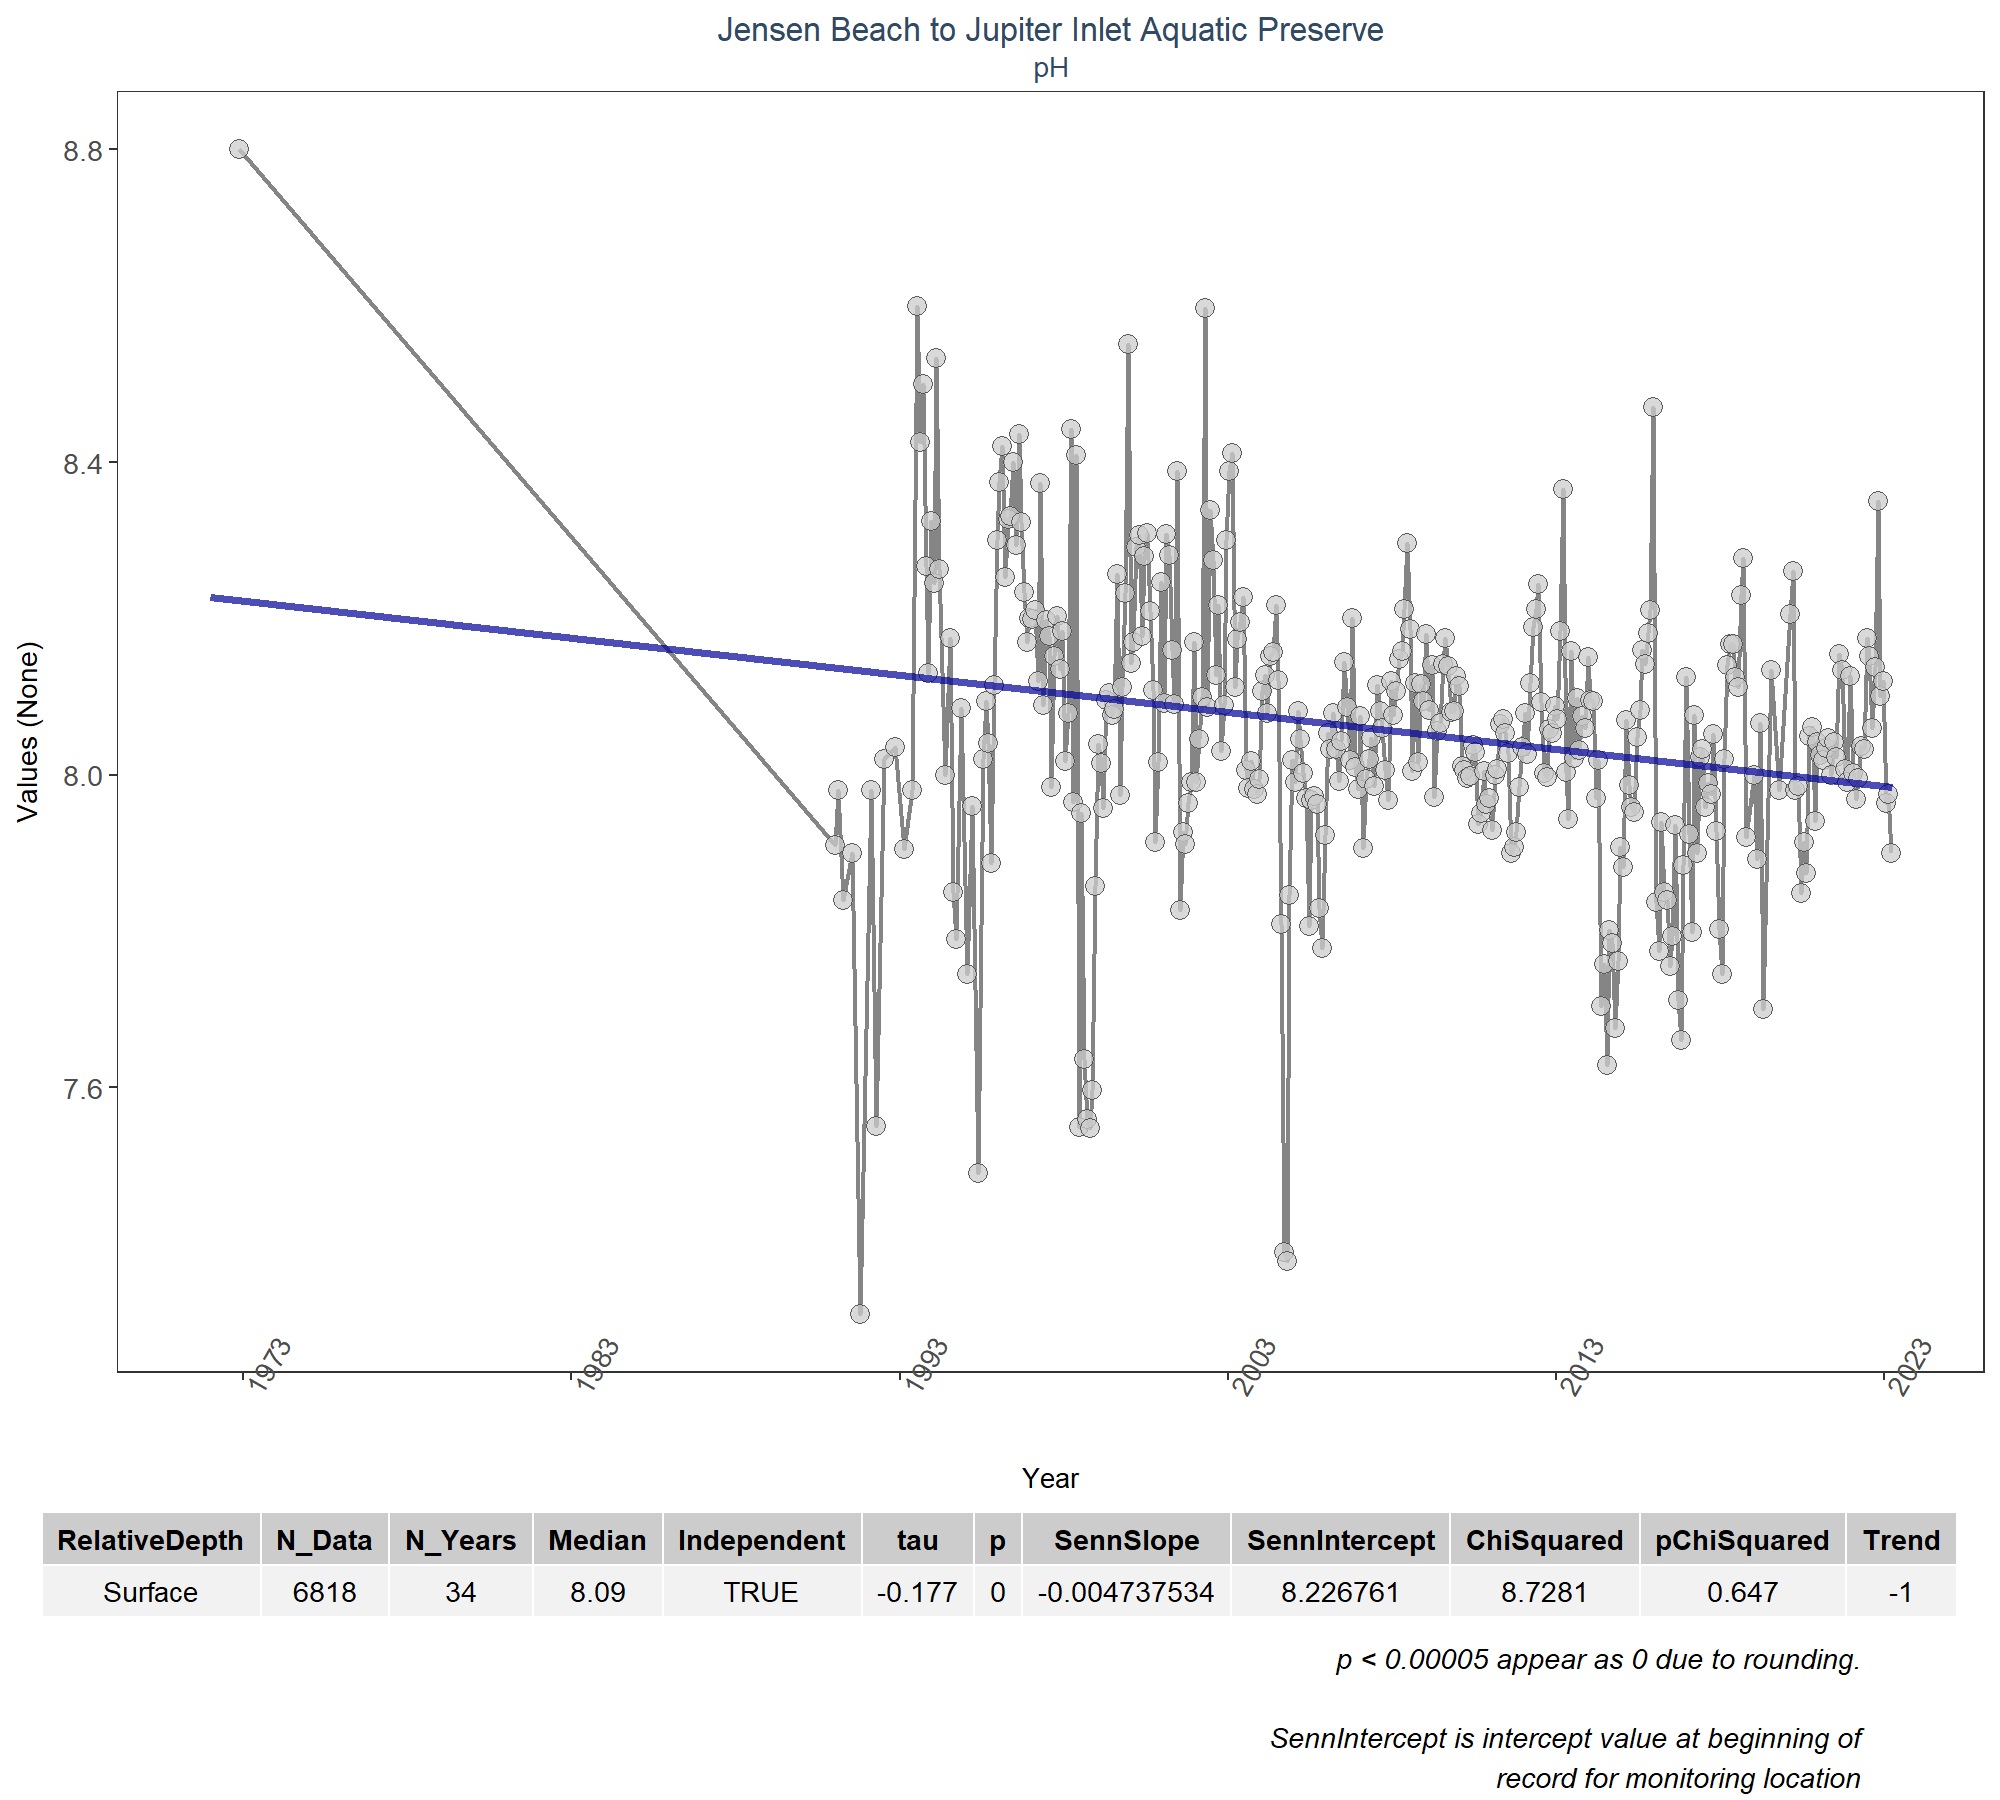 Jensen Beach to Jupiter Inlet Aquatic Preserve
pH
Values (None)
8.8
8.4
8.0
7.6
1973 1983 1993 2003 2013 2023
Year
RelativeDepth N_Data N_Years Median Independent tau p SennSlope SennIntercept ChiSquared pChiSquared Trend
Surface 6818 34 8.09 TRUE -0.177 0 -0.004737534 8.226761 8.7281 0.647 -1
p < 0.00005 appear as 0 due to rounding.
SennIntercept is intercept value at beginning of
record for monitoring location